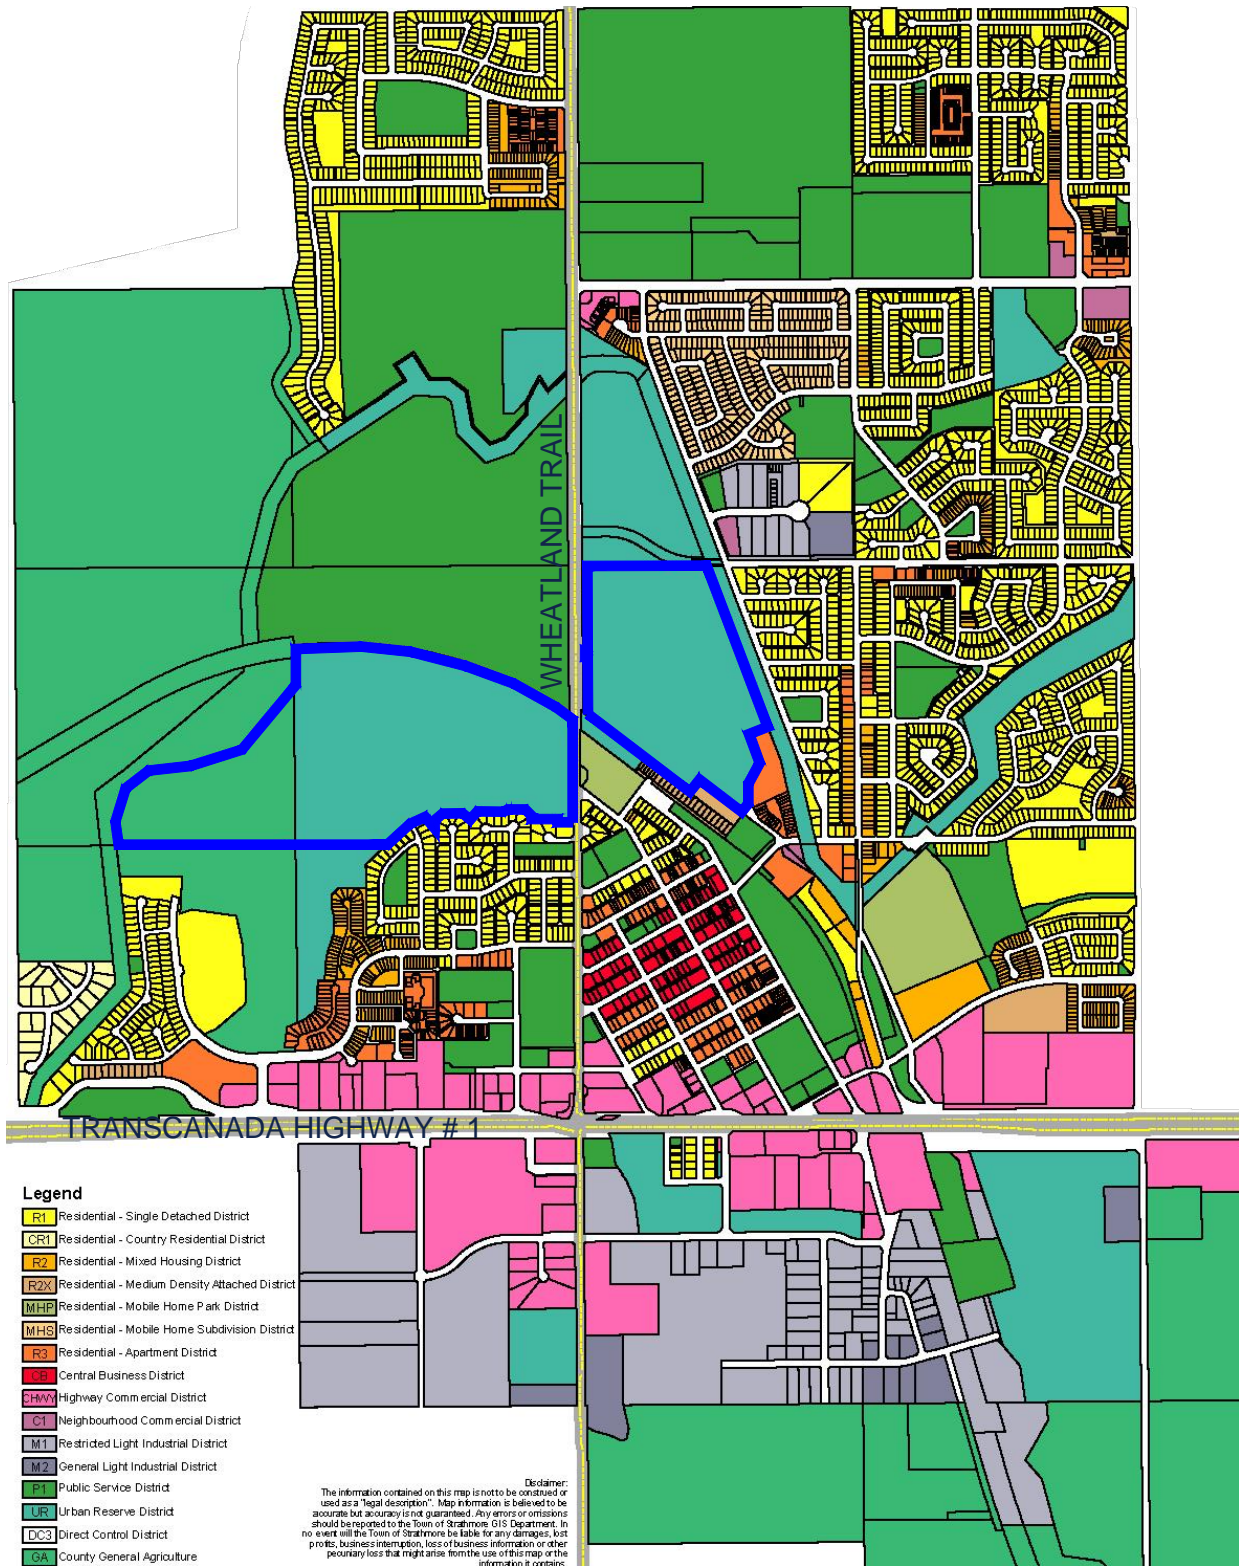 WHEATLAND TRAIL
TRANSCANADA HIGHWAY # 1
Legend
R1 Residential - Single Detached District
CR1 Residential - Country Residential District
R2 Residential - Mixed Housing District
R2X Residential - Medium Density Attached District
MHP Residential - Mobile Home Park District
MHS Residential - Mobile Home Subdivision District
R3 Residential - Apartment District
CB Central Business District
CHWY Highway Commercial District
C1 Neighbourhood Commercial District
M1 Restricted Light Industrial District
M2 General Light Industrial District
P1 Public Service District
UR Urban Reserve District
DC3 Direct Control District
GA County General Agriculture
Disclaimer:
The information contained on this map is not to be construed or
used as a "legal description". Map information is believed to be
accurate but accuracy is not guaranteed. Any errors or omissions
should be reported to the Town of Strathmore GIS Department. In
no event will the Town of Strathmore be liable for any damages, lost
profits, business interruption, loss of business information or other
pecuniary loss that might arise from the use of this map or the
information it contains.